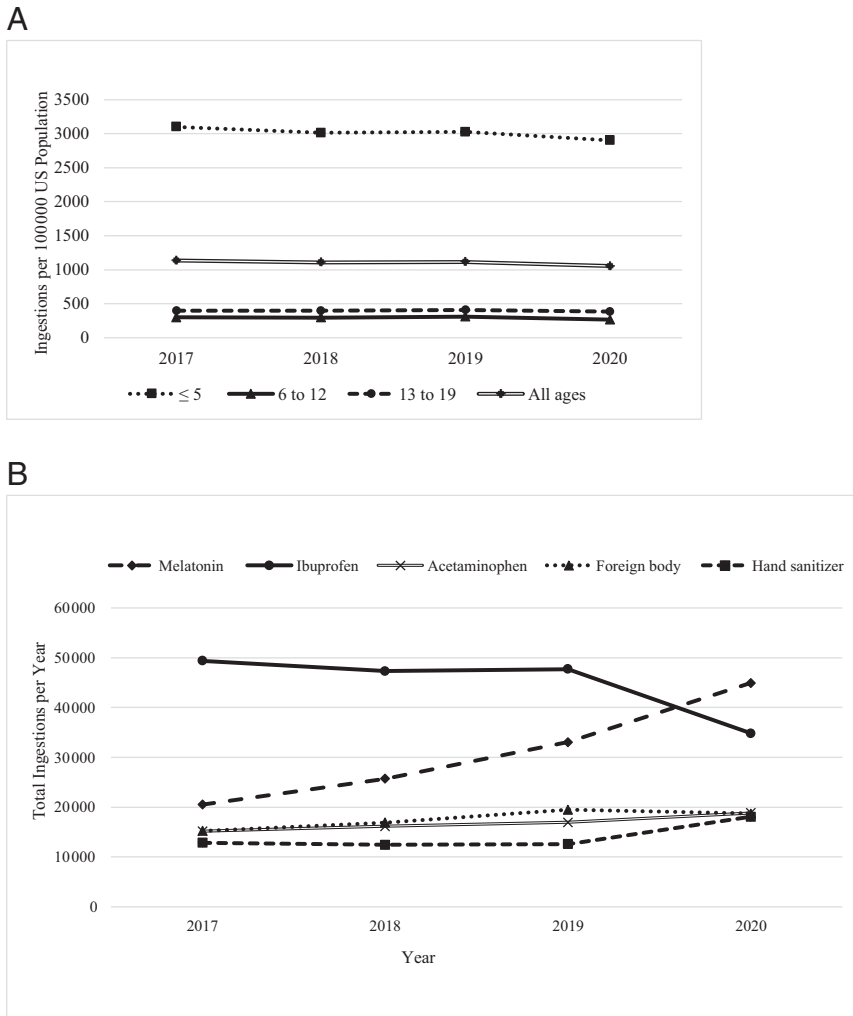 A
Ingestions per 100000 US Population
3500
3000
2500
2000
1500
1000
500
0
2017 2018 2019 2020
≤ 5 6 to 12 13 to 19 All ages
B
Melatonin Ibuprofen Acetaminophen Foreign body Hand sanitizer
Total Ingestions per Year
60000
50000
40000
30000
20000
10000
0
2017 2018 2019 2020
Year